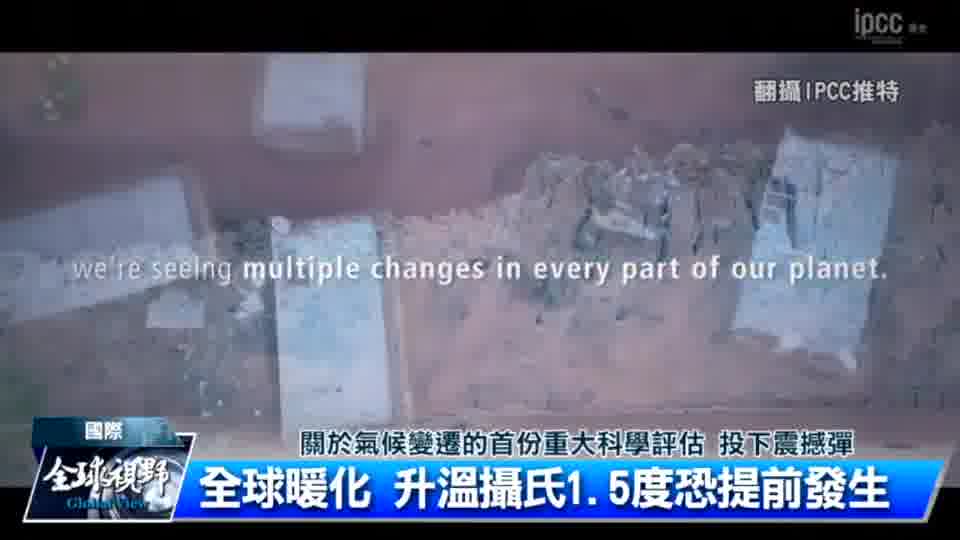 ipcc
翻攝IPCC推特
we're seeing multiple changes in every part of our planet.
國際
關於氣候變遷的首份重大科學評估 投下震撼彈
全球視野
Global View
全球暖化 升溫攝氏1.5度恐提前發生